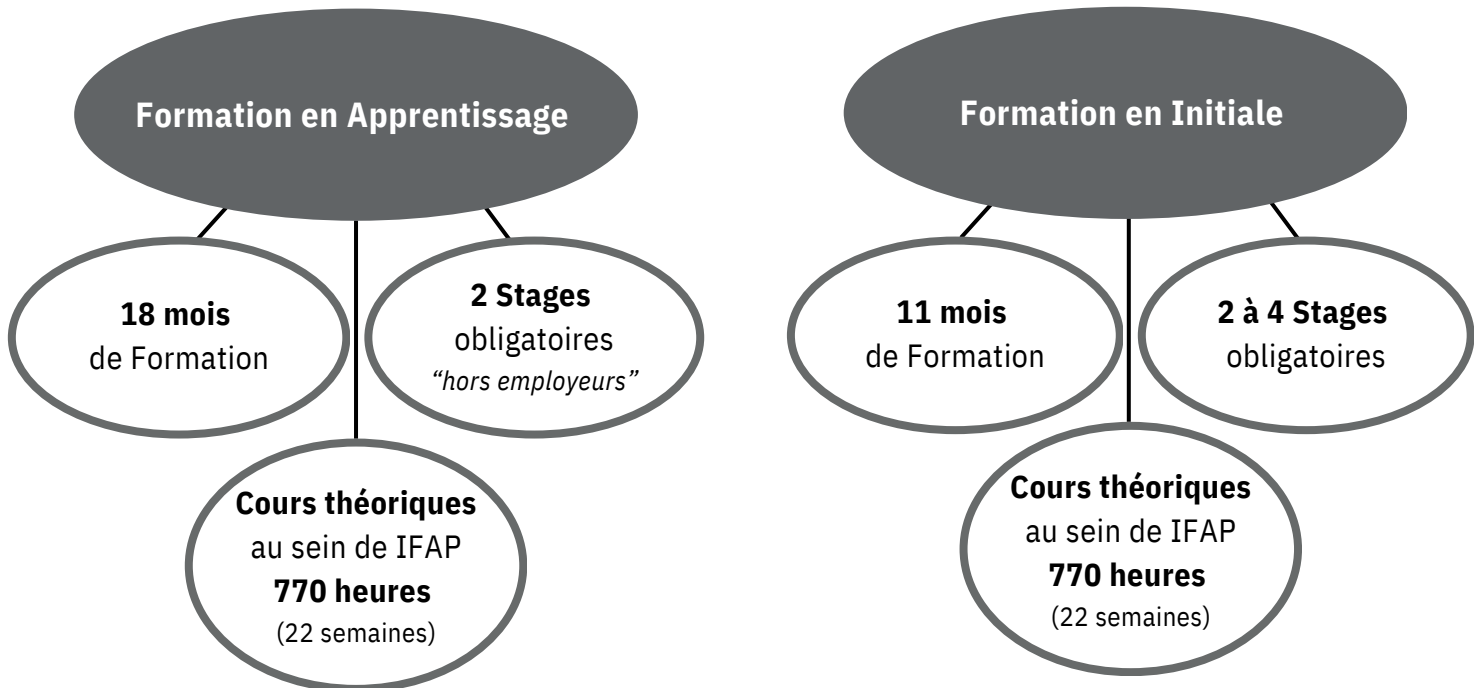 Formation en Apprentissage
18 mois
de Formation
2 Stages
obligatoires
“hors employeurs”
Cours théoriques
au sein de IFAP
770 heures
(22 semaines)
Formation en Initiale
11 mois
de Formation
2 à 4 Stages
obligatoires
Cours théoriques
au sein de IFAP
770 heures
(22 semaines)